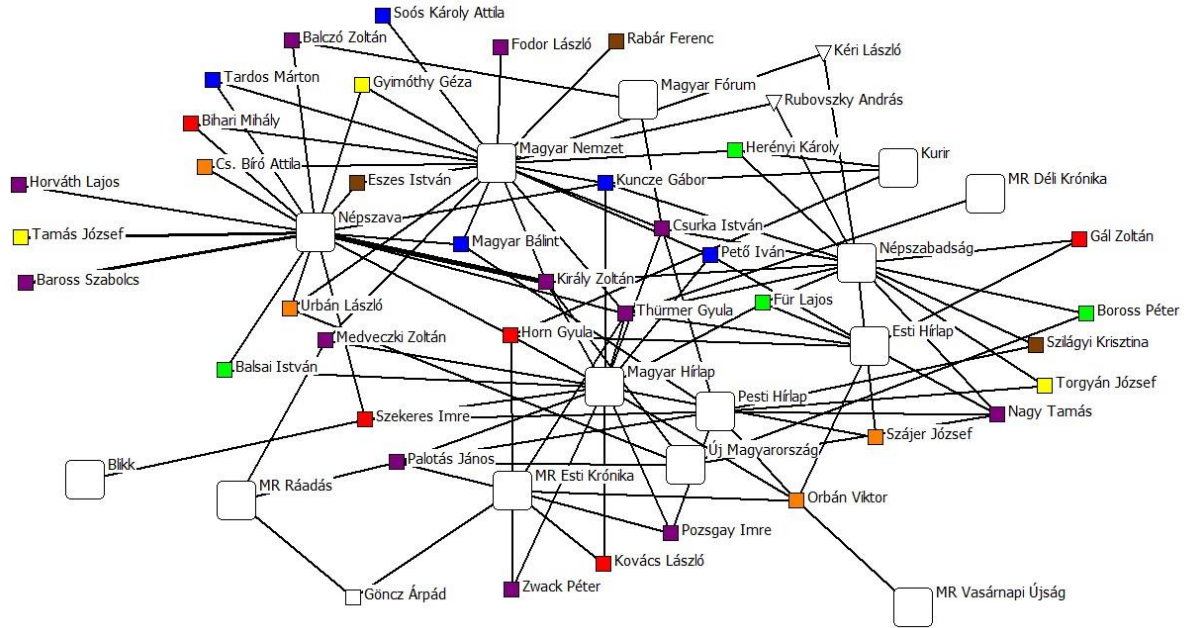 Soós Károly Attila
Balczó Zoltán
Fodor László
Rabár Ferenc
Kéri László
Tardos Márton
Gyimóthy Géza
Magyar Fórum
Rubovszky András
Bihari Mihály
Magyar Nemzet
Herényi Károly
Kurir
Cs. Bíró Attila
Horváth Lajos
Eszes István
Kuncze Gábor
MR Déli Krónika
Népszava
Csurka István
Népszabadság
Tamás József
Magyar Bálint
Pető Iván
Gál Zoltán
Baross Szabolcs
Király Zoltán
Urbán László
Thürmer Gyula
Für Lajos
Boross Péter
Medveczki Zoltán
Horn Gyula
Esti Hírlap
Szilágyi Krisztina
Balsai István
Magyar Hírlap
Torgyán József
Pesti Hírlap
Nagy Tamás
Szekeres Imre
Szájer József
Új Magyarország
Blikk
Palotás János
MR Ráadás
MR Esti Krónika
Orbán Viktor
Pozsgay Imre
Kovács László
Göncz Árpád
Zwack Péter
MR Vasárnapi Újság